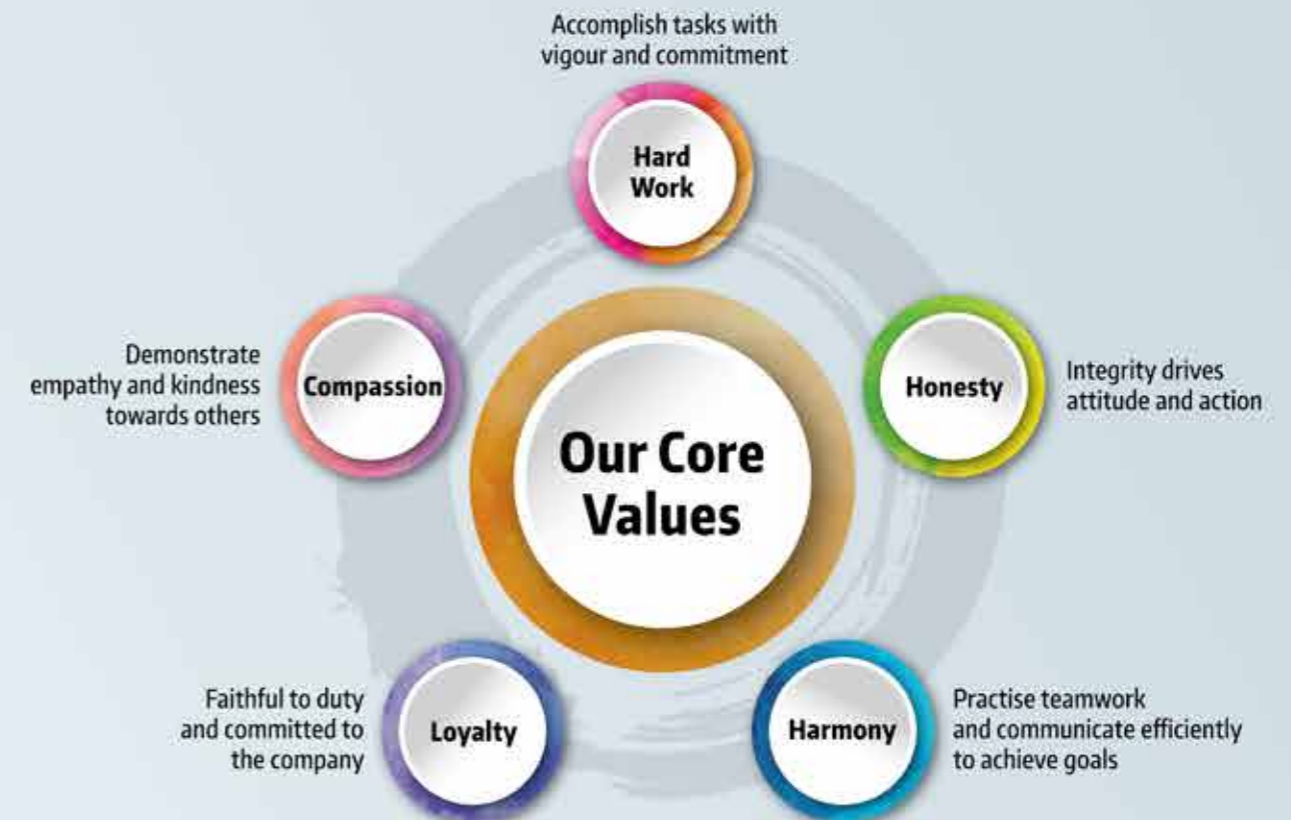 Accomplish tasks with
vigour and commitment
Hard
Work
Demonstrate
empathy and kindness
towards others
Compassion
Honesty
Integrity drives
attitude and action
Our Core
Values
Faithful to duty
and committed to
the company
Loyalty
Harmony
Practise teamwork
and communicate efficiently
to achieve goals